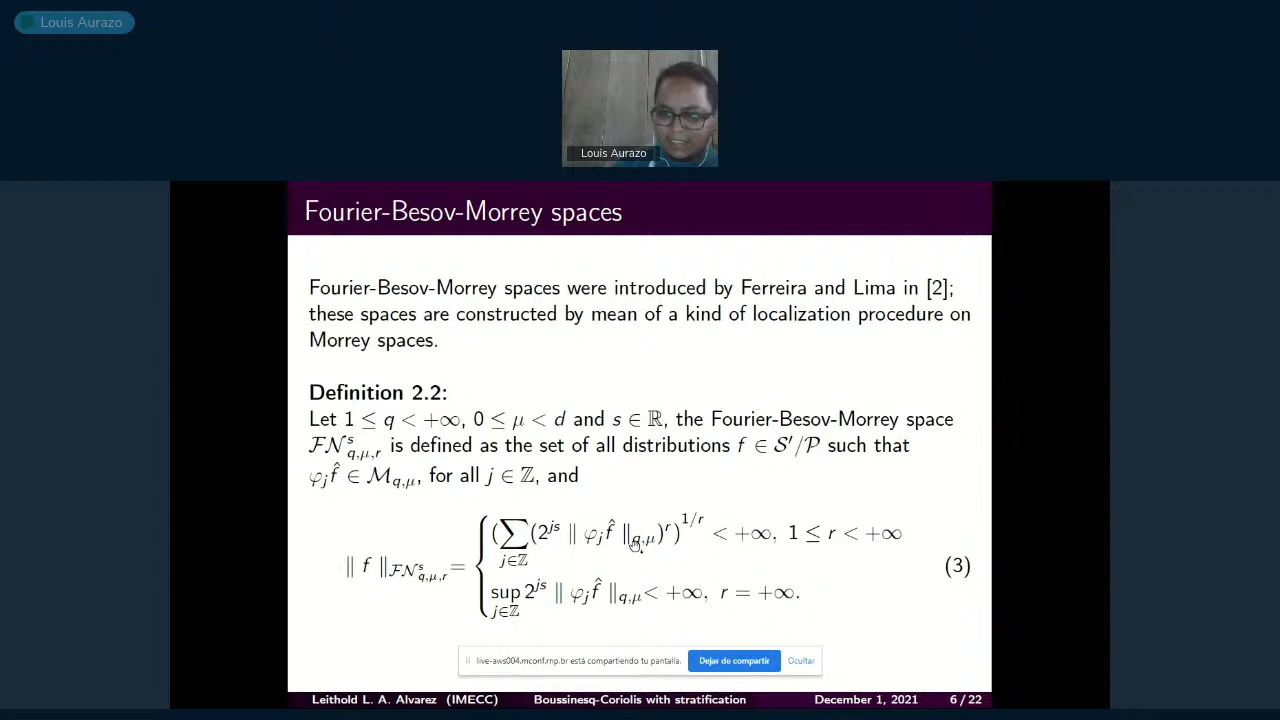 Louis Aurazo
Louis Aurazo
Fourier-Besov-Morrey spaces
Fourier-Besov-Morrey spaces were introduced by Ferreira and Lima in [2];
these spaces are constructed by mean of a kind of localization procedure on
Morrey spaces.
Definition 2.2:
Let 1 ≤ q < +∞, 0 ≤ μ < d and s ∈ ℝ, the Fourier-Besov-Morrey space
𝓕𝓝^s_{q,μ,r} is defined as the set of all distributions f ∈ 𝓢′/𝓟 such that
φ_j f̂ ∈ 𝓜_{q,μ}, for all j ∈ ℤ, and
‖ f ‖_{𝓕𝓝^s_{q,μ,r}} = { (∑_{j∈ℤ} (2^{js} ‖ φ_j f̂ ‖_{q,μ})^r)^{1/r} < +∞, 1 ≤ r < +∞
sup_{j∈ℤ} 2^{js} ‖ φ_j f̂ ‖_{q,μ} < +∞, r = +∞. (3)
live-aws004.mconf.rnp.br está compartiendo tu pantalla. Dejar de compartir Ocultar
Leithold L. A. Alvarez (IMECC) Boussinesq-Coriolis with stratification December 1, 2021 6 / 22